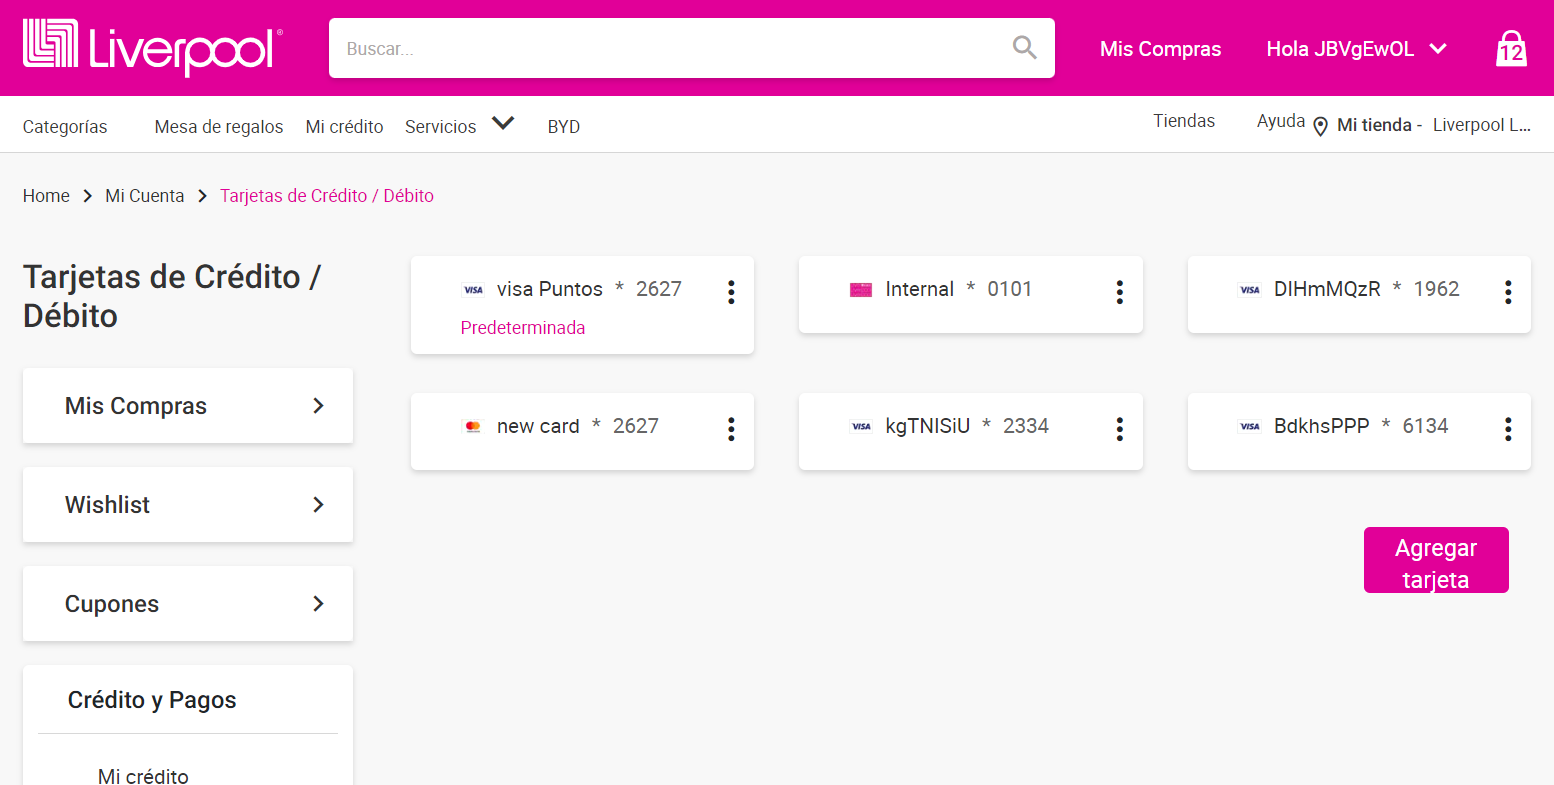 Liverpool®
Buscar...
Mis Compras
Hola JBVgEwOL
12
Categorías
Mesa de regalos
Mi crédito
Servicios
BYD
Tiendas
Ayuda
Mi tienda - Liverpool L...
Home > Mi Cuenta > Tarjetas de Crédito / Débito
Tarjetas de Crédito /
Débito
Mis Compras
Wishlist
Cupones
Crédito y Pagos
Mi crédito
VISA visa Puntos * 2627
Predeterminada
Internal * 0101
VISA DIHmMQzR * 1962
new card * 2627
VISA kgTNISiU * 2334
VISA BdkhsPPP * 6134
Agregar
tarjeta